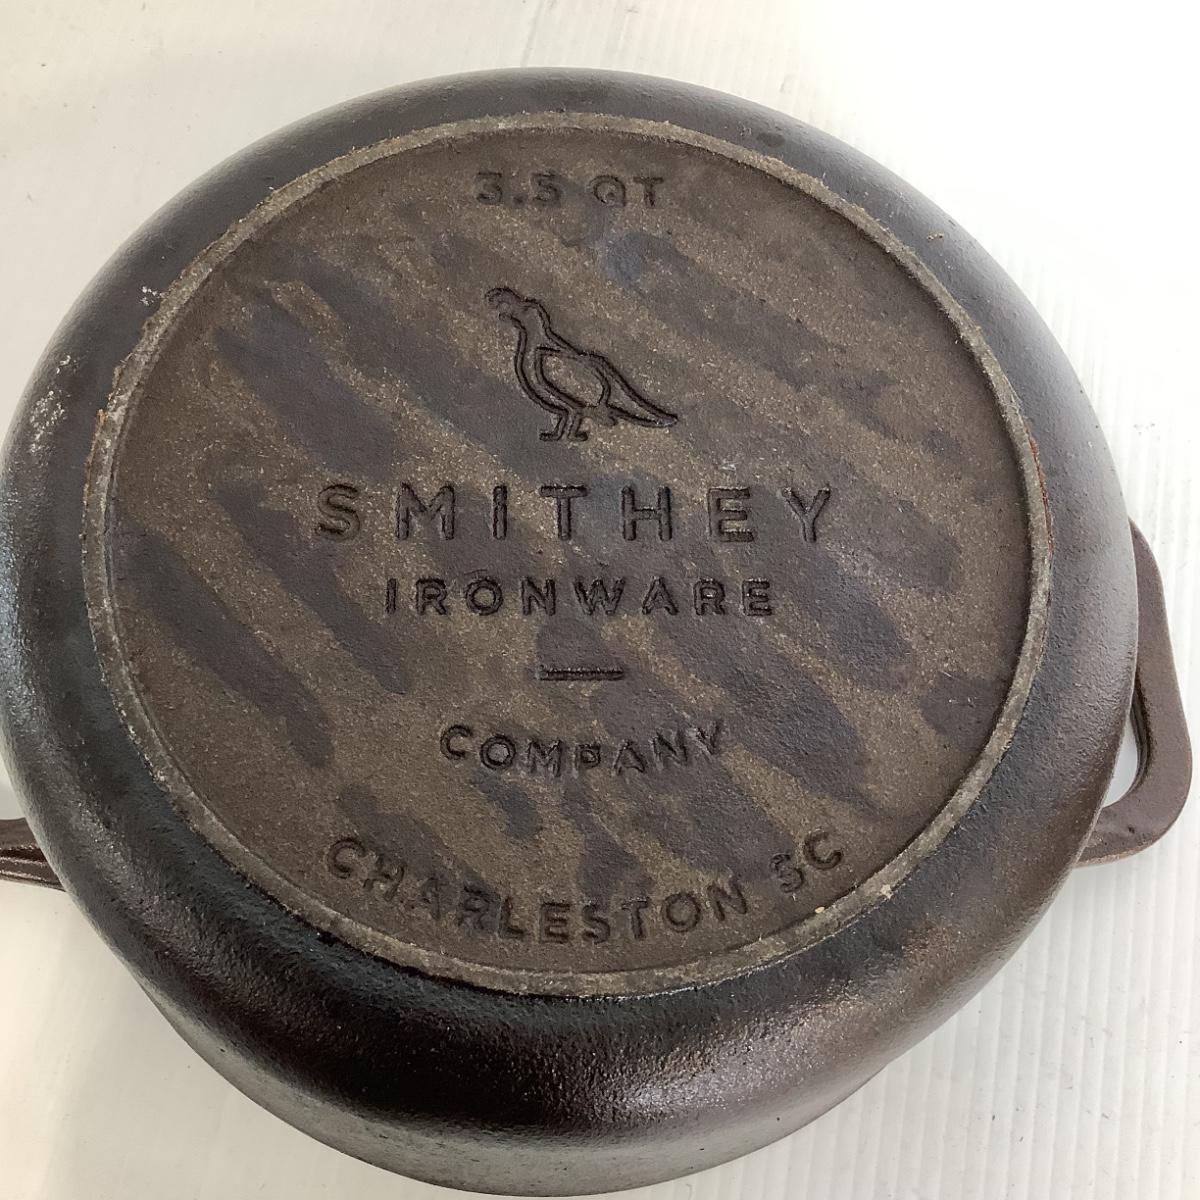 3.5 QT
SMITHEY
IRONWARE
COMPANY
CHARLESTON SC